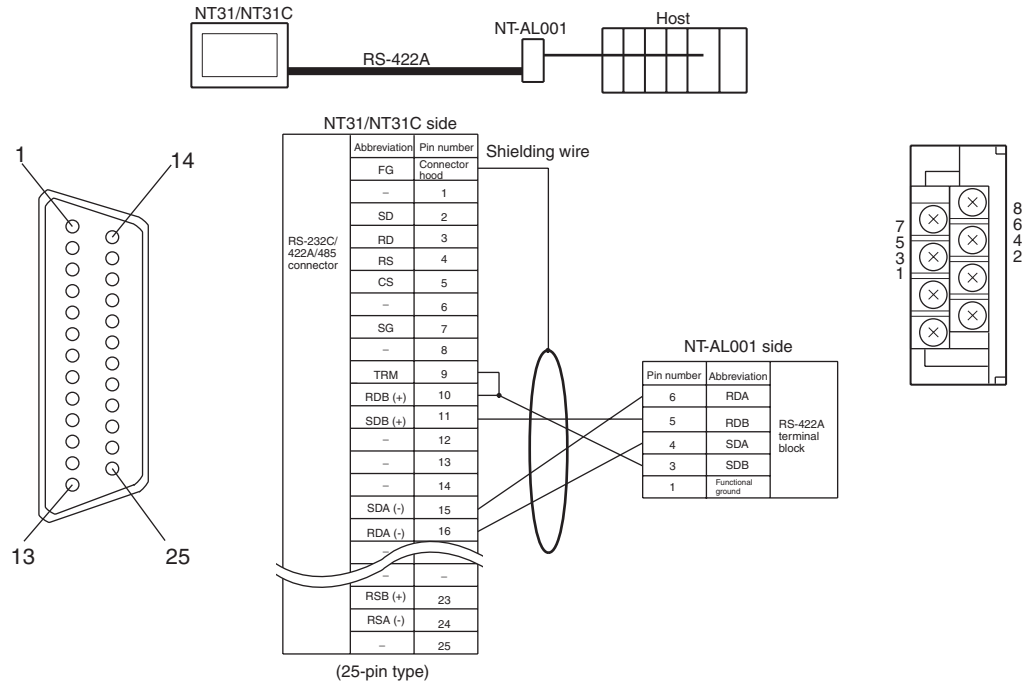 NT31/NT31C
RS-422A
NT-AL001
Host
1
14
13
25
NT31/NT31C side
RS-232C/
422A/485
connector
Abbreviation Pin number
FG Connector
hood
– 1
SD 2
RD 3
RS 4
CS 5
– 6
SG 7
– 8
TRM 9
RDB (+) 10
SDB (+) 11
– 12
– 13
– 14
SDA (-) 15
RDA (-) 16
–
– –
RSB (+) 23
RSA (-) 24
– 25
(25-pin type)
Shielding wire
NT-AL001 side
Pin number Abbreviation
6 RDA
5 RDB
4 SDA
3 SDB
1 Functional
ground
RS-422A
terminal
block
7
5
3
1
8
6
4
2